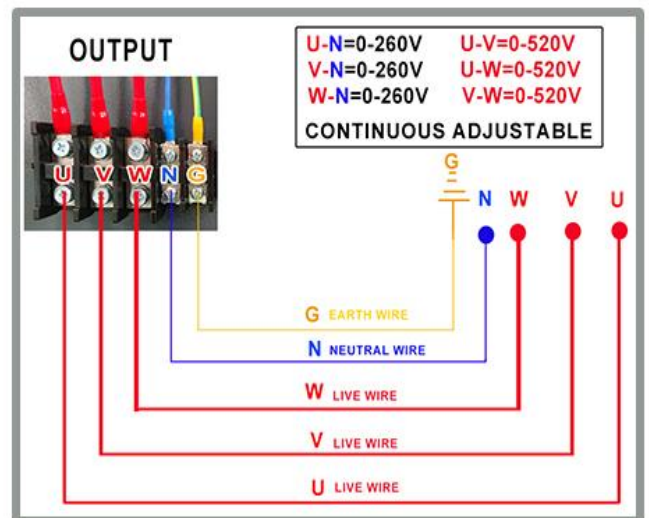 OUTPUT
U-N=0-260V U-V=0-520V
V-N=0-260V U-W=0-520V
W-N=0-260V V-W=0-520V
CONTINUOUS ADJUSTABLE
U V W N G
G
N W V U
G EARTH WIRE
N NEUTRAL WIRE
W LIVE WIRE
V LIVE WIRE
U LIVE WIRE